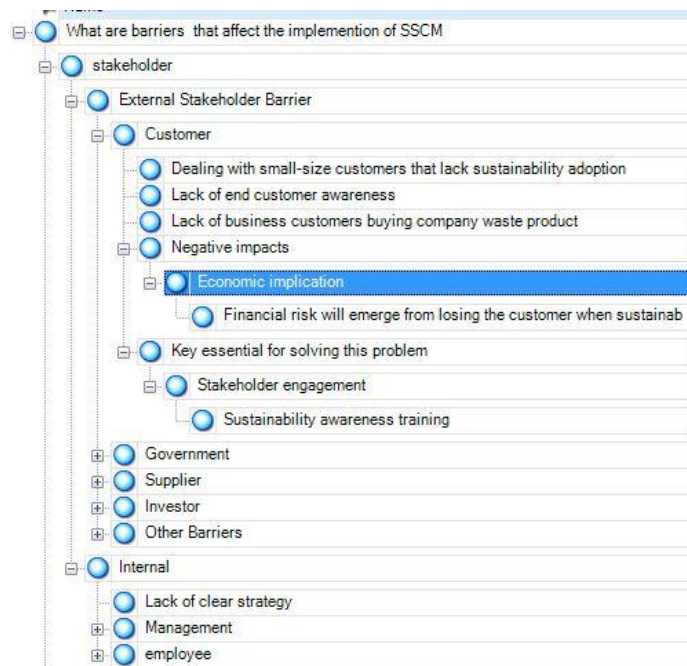 What are barriers that affect the implemention of SSCM
stakeholder
External Stakeholder Barrier
Customer
Dealing with small-size customers that lack sustainability adoption
Lack of end customer awareness
Lack of business customers buying company waste product
Negative impacts
Economic implication
Financial risk will emerge from losing the customer when sustainab
Key essential for solving this problem
Stakeholder engagement
Sustainability awareness training
Government
Supplier
Investor
Other Barriers
Internal
Lack of clear strategy
Management
employee